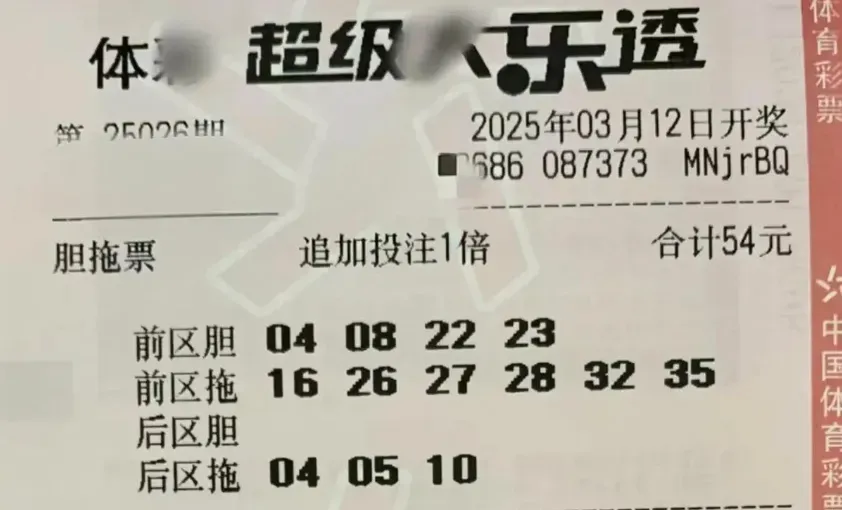 体 超级 乐透
第 25026期
2025年03月12日开奖
686 087373 MNjrBQ
胆拖票 追加投注1倍 合计54元
前区胆 04 08 22 23
前区拖 16 26 27 28 32 35
后区胆
后区拖 04 05 10
体育彩票
中国体育彩票